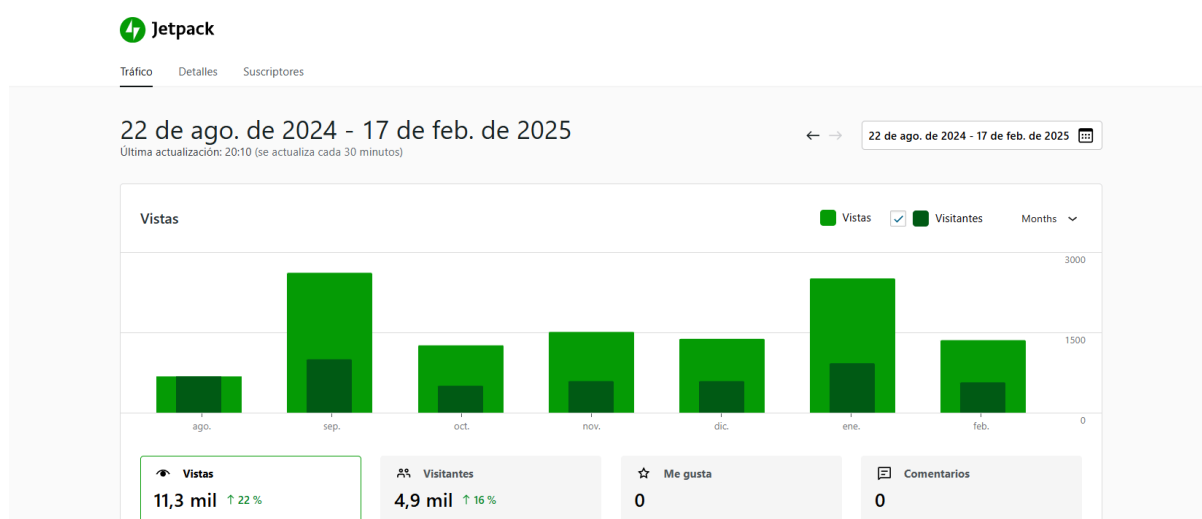 Jetpack
Tráfico Detalles Suscriptores
22 de ago. de 2024 - 17 de feb. de 2025
← → 22 de ago. de 2024 - 17 de feb. de 2025
Última actualización: 20:10 (se actualiza cada 30 minutos)
Vistas Vistas Visitantes Months
3000
1500
0
ago. sep. oct. nov. dic. ene. feb.
Vistas
11,3 mil ↑ 22 %
Visitantes
4,9 mil ↑ 16 %
Me gusta
0
Comentarios
0